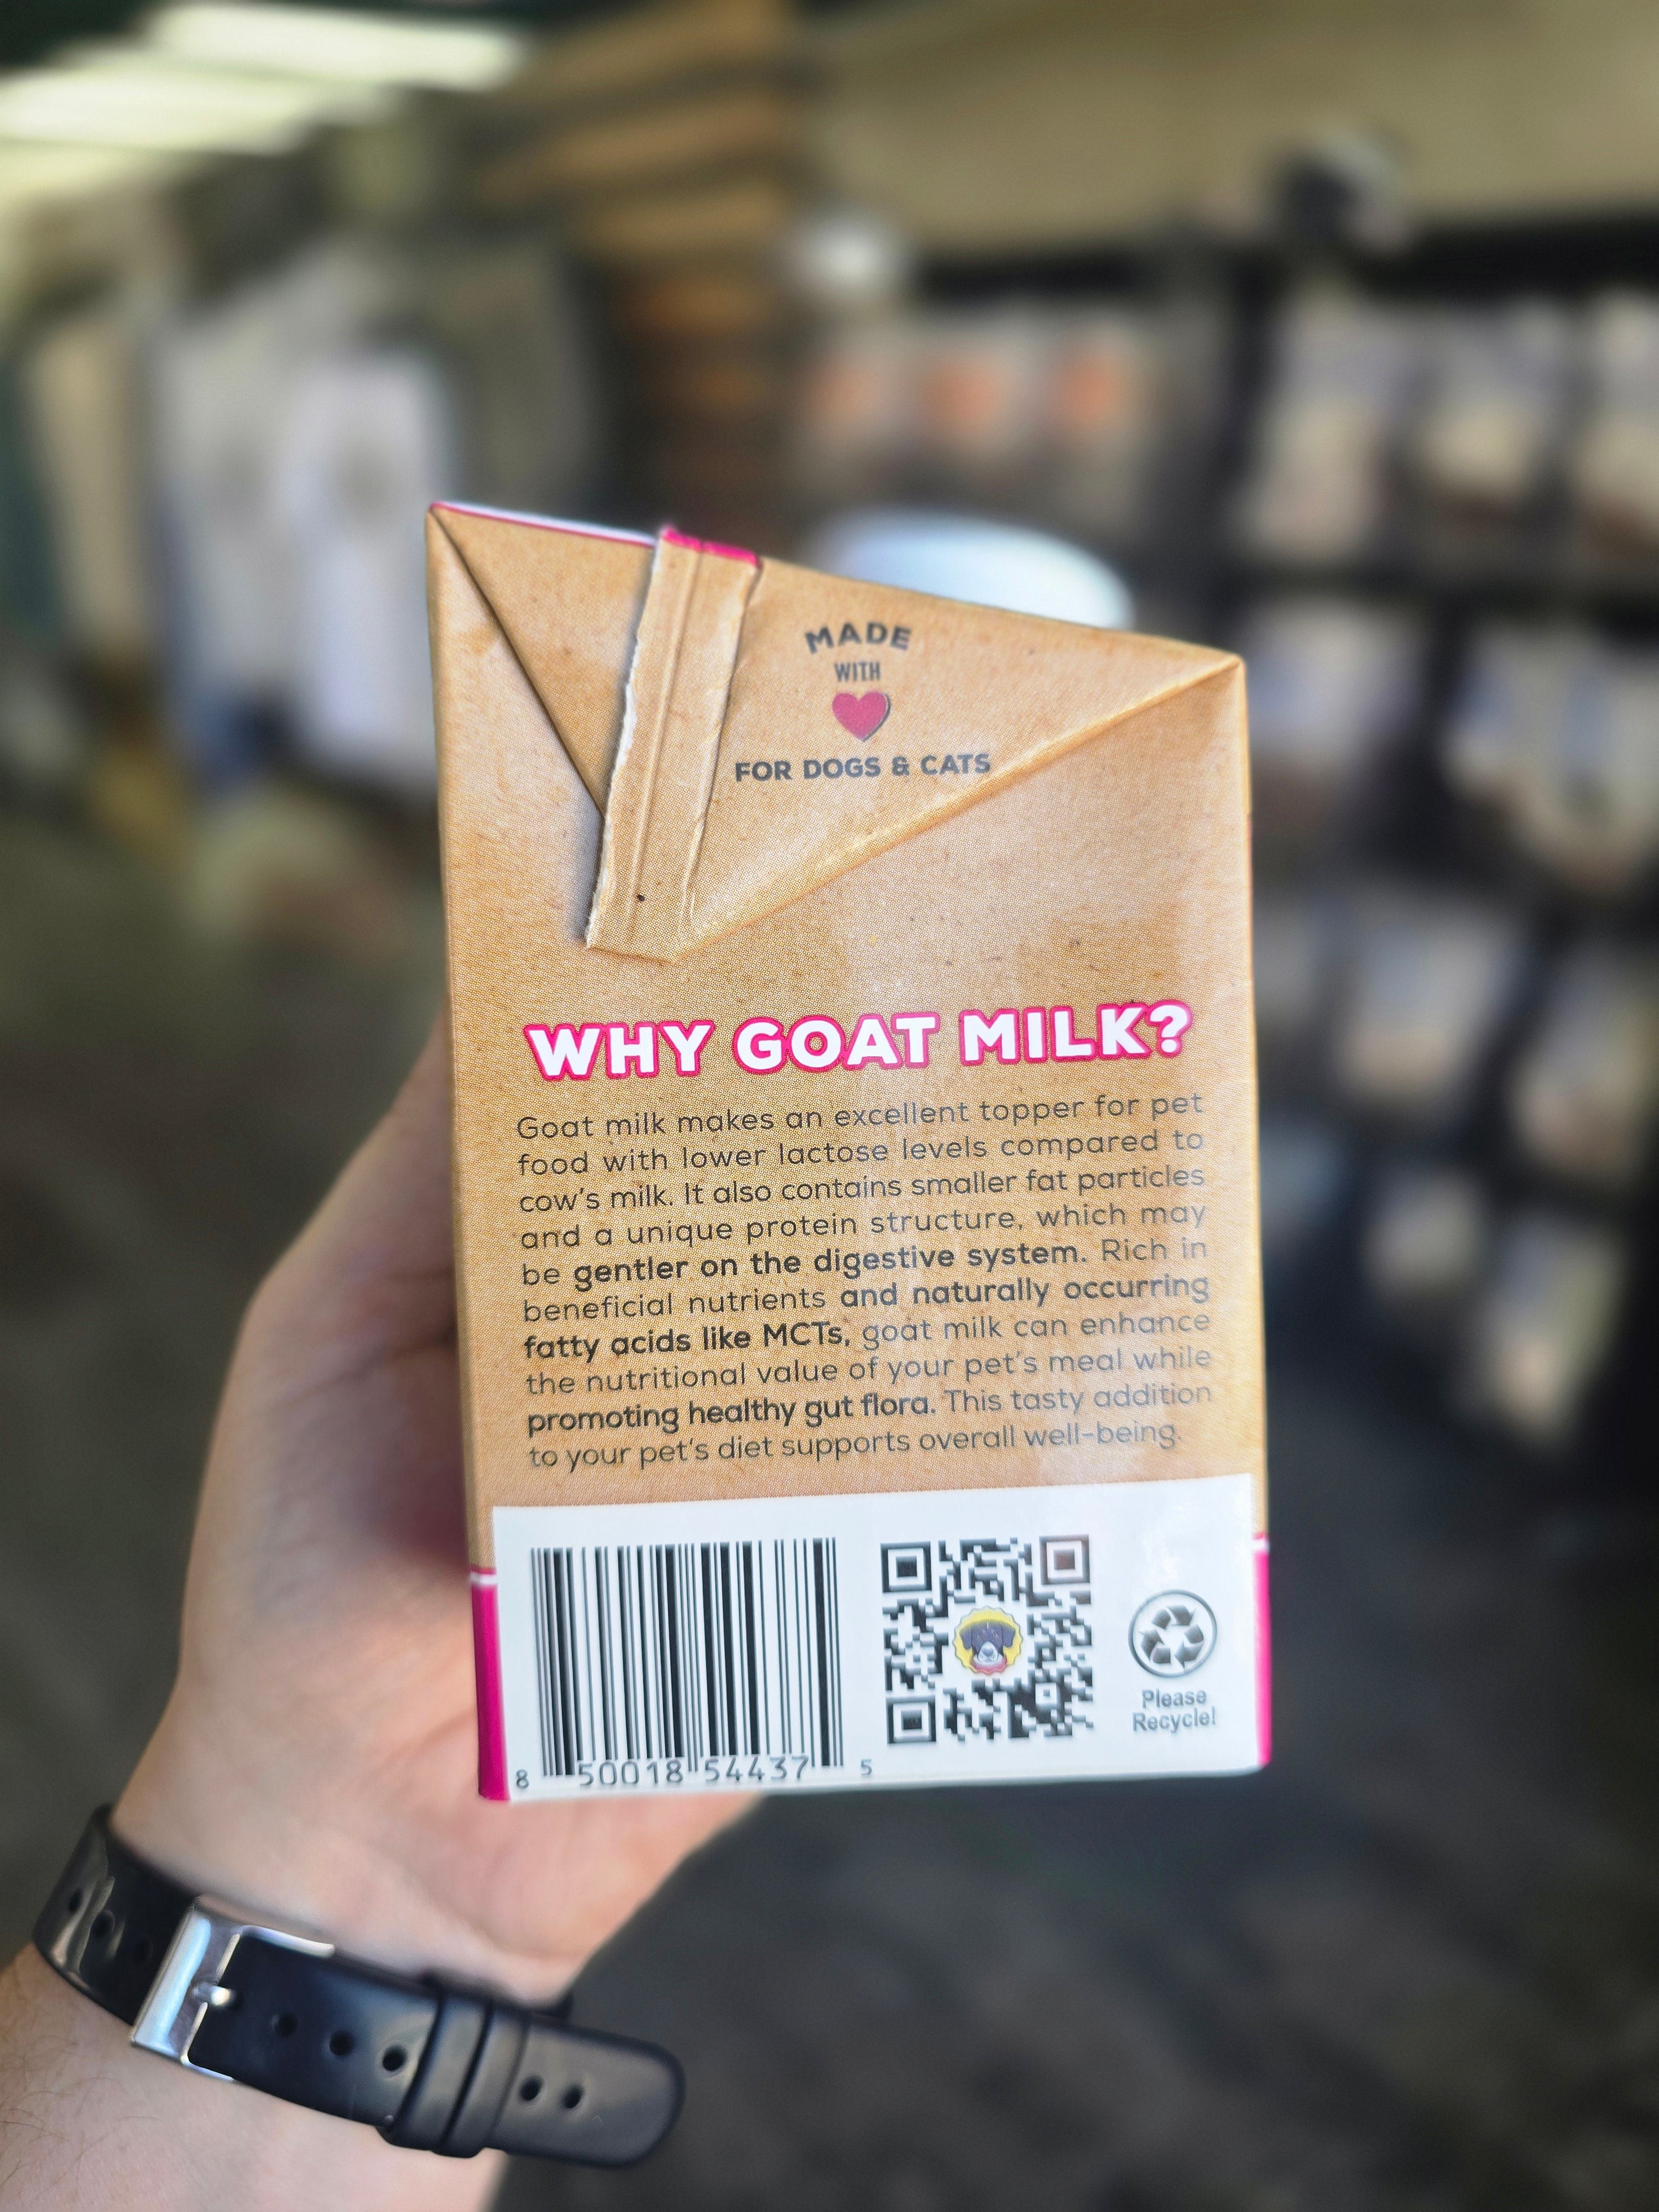 MADE
WITH
FOR DOGS & CATS
WHY GOAT MILK?
Goat milk makes an excellent topper for pet
food with lower lactose levels compared to
cow's milk. It also contains smaller fat particles
and a unique protein structure, which may
be gentler on the digestive system. Rich in
beneficial nutrients and naturally occurring
fatty acids like MCTs, goat milk can enhance
the nutritional value of your pet's meal while
promoting healthy gut flora. This tasty addition
to your pet's diet supports overall well-being.
8 50018 54437 5
Please
Recycle!